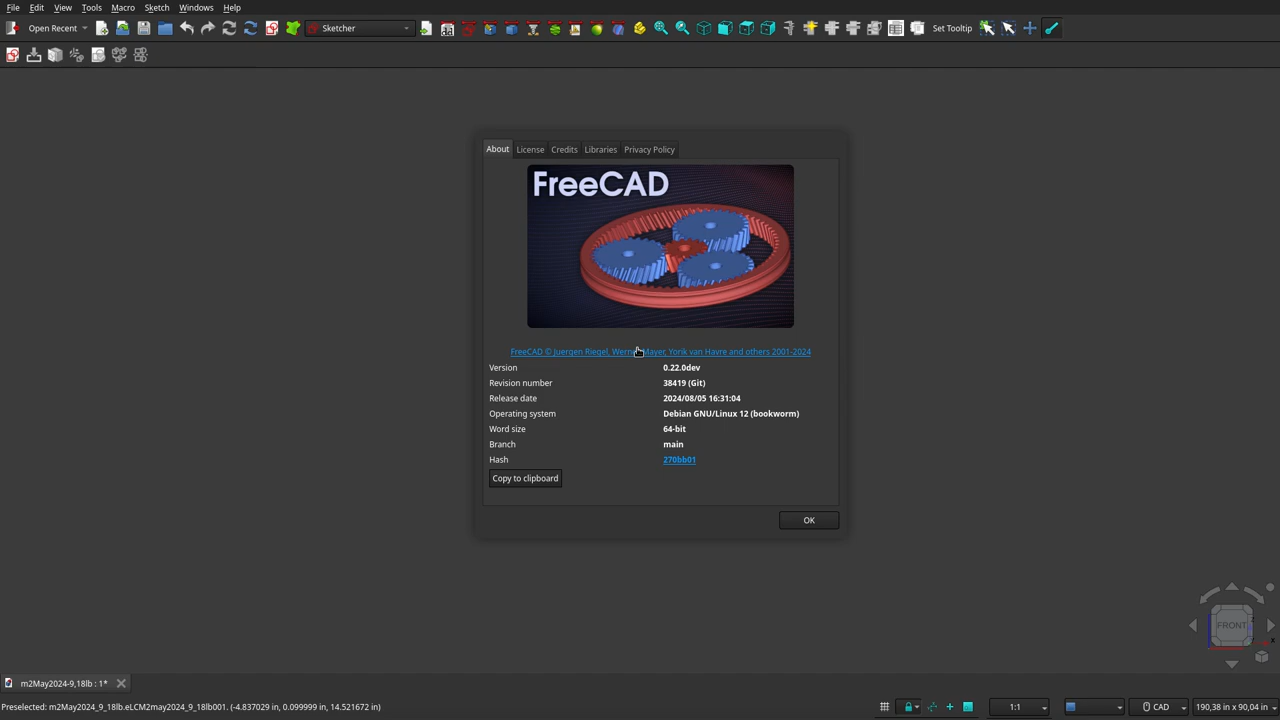 File Edit View Tools Macro Sketch Windows Help
Open Recent Sketcher Set Tooltip
About License Credits Libraries Privacy Policy
FreeCAD
FreeCAD © Juergen Riegel, Werner Mayer, Yorik van Havre and others 2001-2024
Version 0.22.0dev
Revision number 38419 (Git)
Release date 2024/08/05 16:31:04
Operating system Debian GNU/Linux 12 (bookworm)
Word size 64-bit
Branch main
Hash 270bb01
Copy to clipboard
OK
FRONT
m2May2024-9,18lb : 1*
Preselected: m2May2024_9_18lb.eLCM2may2024_9_18lb001. (-4.837029 in, 0.099999 in, 14.521672 in) 1:1 CAD 190,38 in x 90,04 in